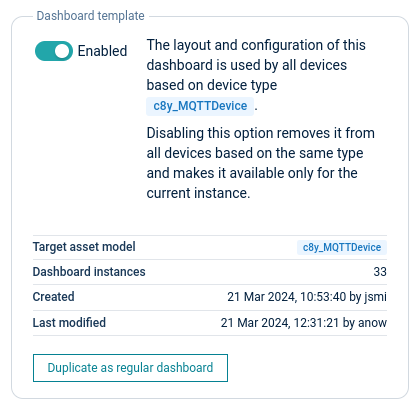 Dashboard template
Enabled
The layout and configuration of this
dashboard is used by all devices
based on device type
c8y_MQTTDevice .
Disabling this option removes it from
all devices based on the same type
and makes it available only for the
current instance.
Target asset model c8y_MQTTDevice
Dashboard instances 33
Created 21 Mar 2024, 10:53:40 by jsmi
Last modified 21 Mar 2024, 12:31:21 by anow
Duplicate as regular dashboard